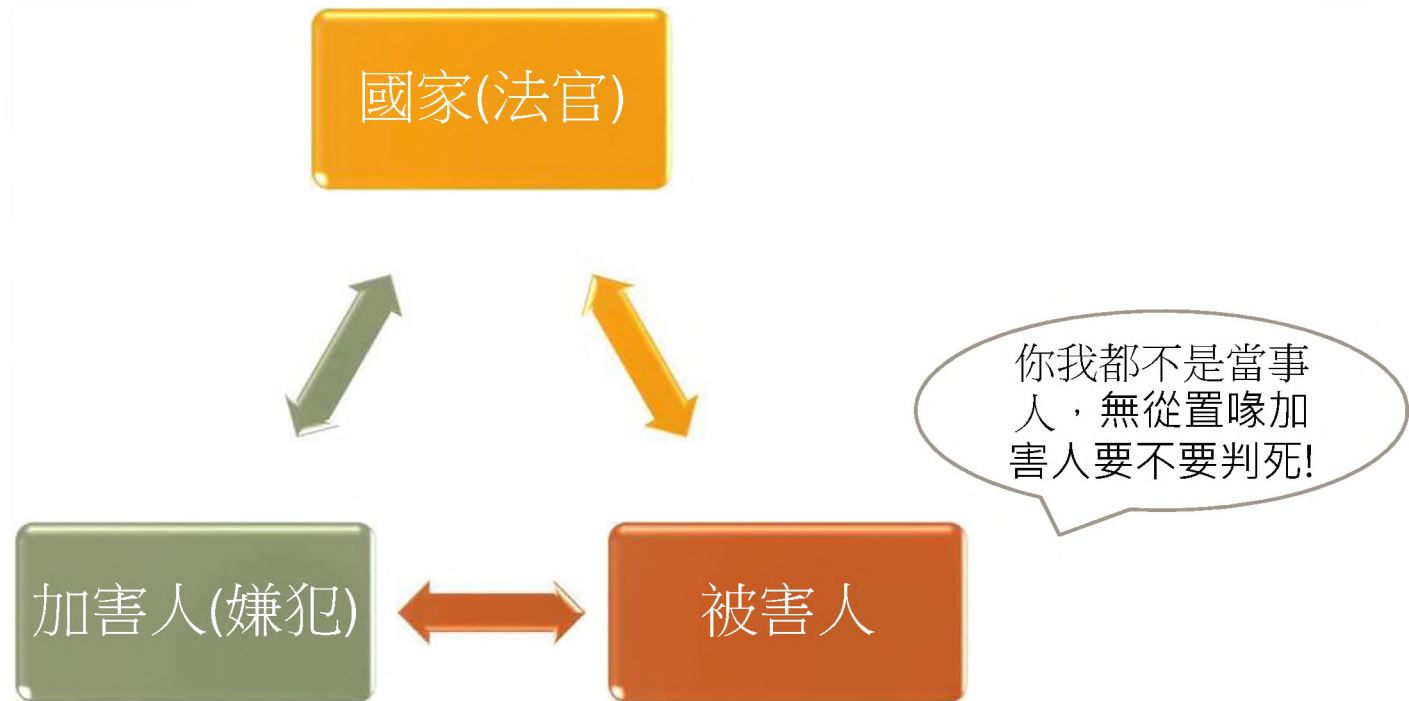 國家(法官)
你我都不是當事
人，無從置喙加
害人要不要判死!
加害人(嫌犯)
被害人